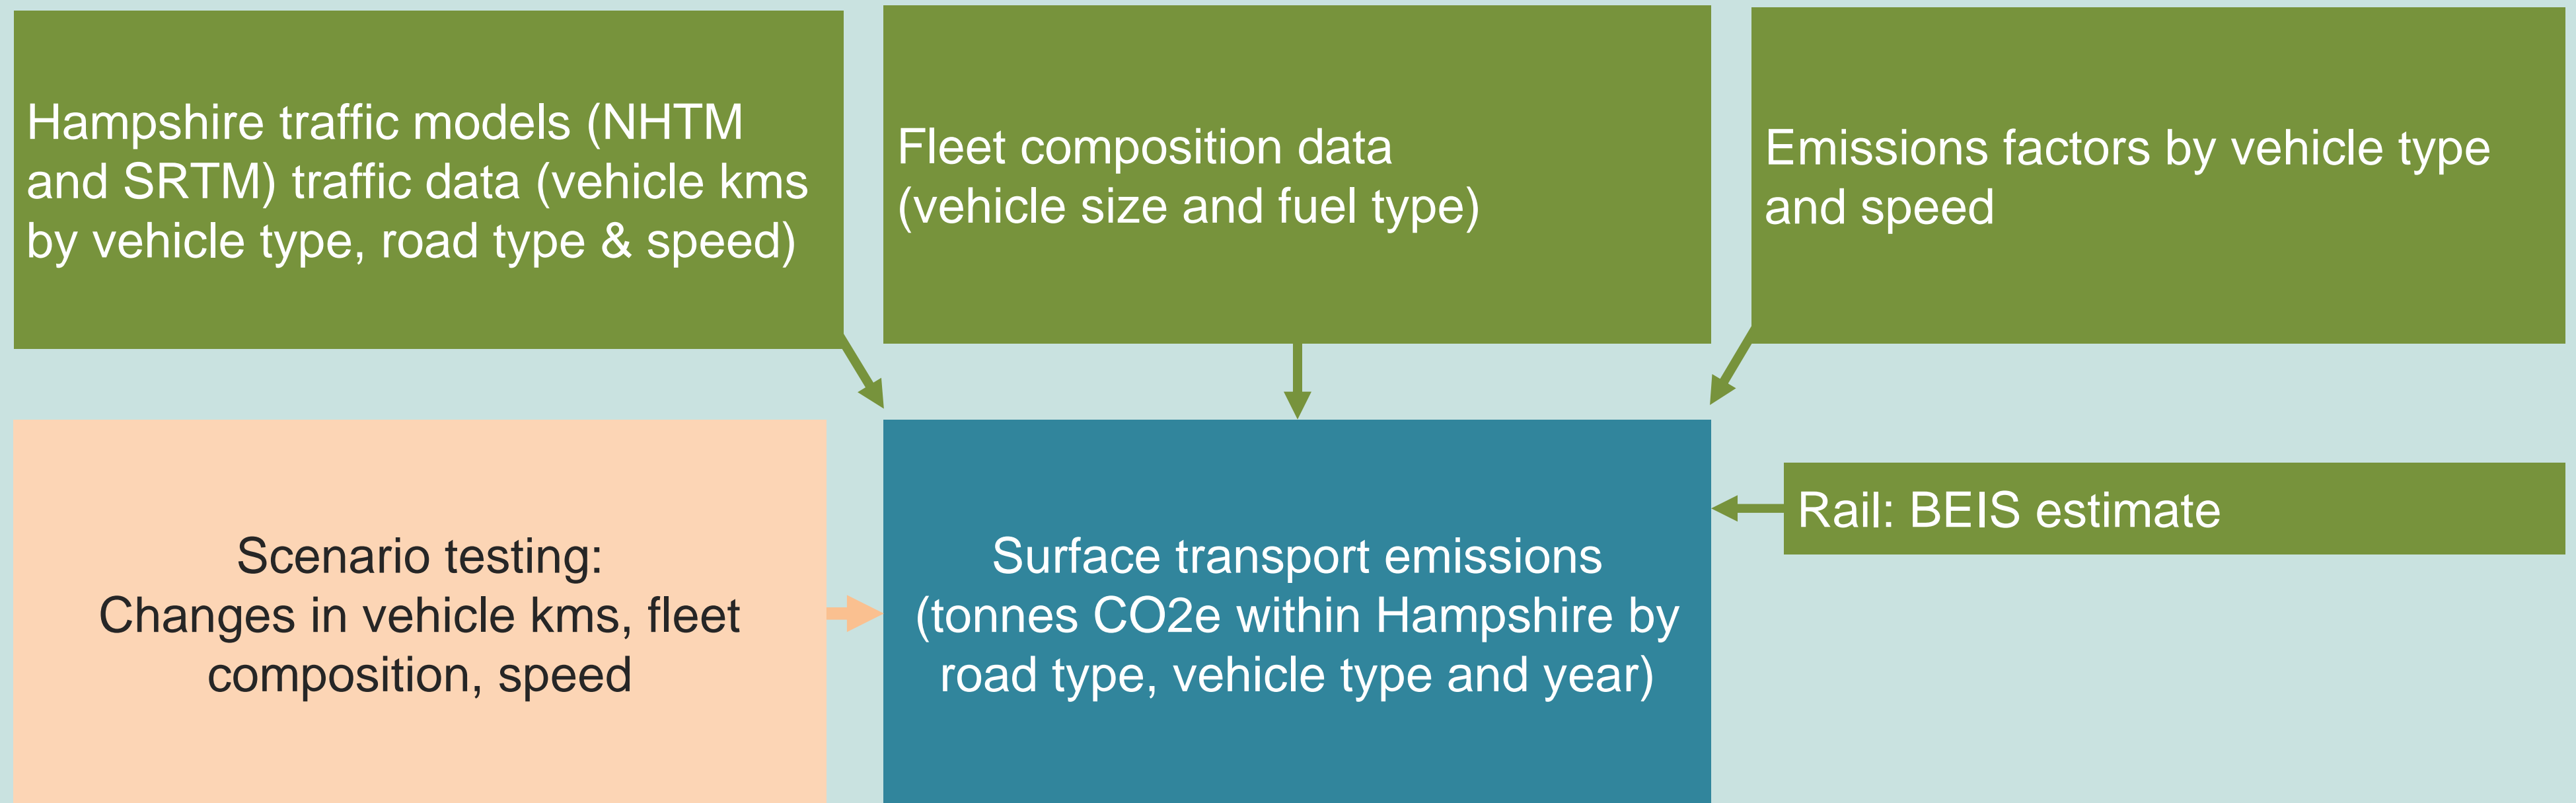 Hampshire traffic models (NHTM
and SRTM) traffic data (vehicle kms
by vehicle type, road type & speed)
Fleet composition data
(vehicle size and fuel type)
Emissions factors by vehicle type
and speed
Scenario testing:
Changes in vehicle kms, fleet
composition, speed
Surface transport emissions
(tonnes CO2e within Hampshire by
road type, vehicle type and year)
Rail: BEIS estimate